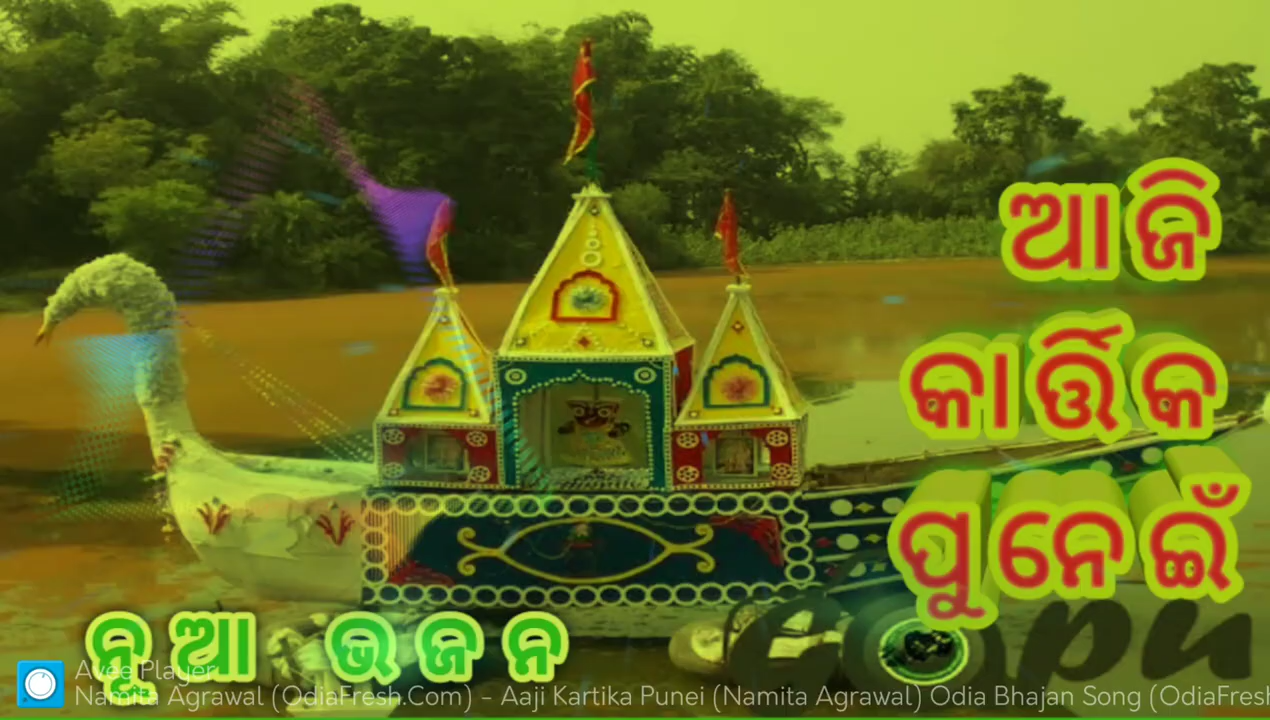 ଆଜି
କାର୍ତ୍ତିକ
ପୁନେଇଁ
ନୂଆ ଭଜନ
Avee Player
Namita Agrawal (OdiaFresh.Com) - Aaji Kartika Punei (Namita Agrawal) Odia Bhajan Song (OdiaFresh